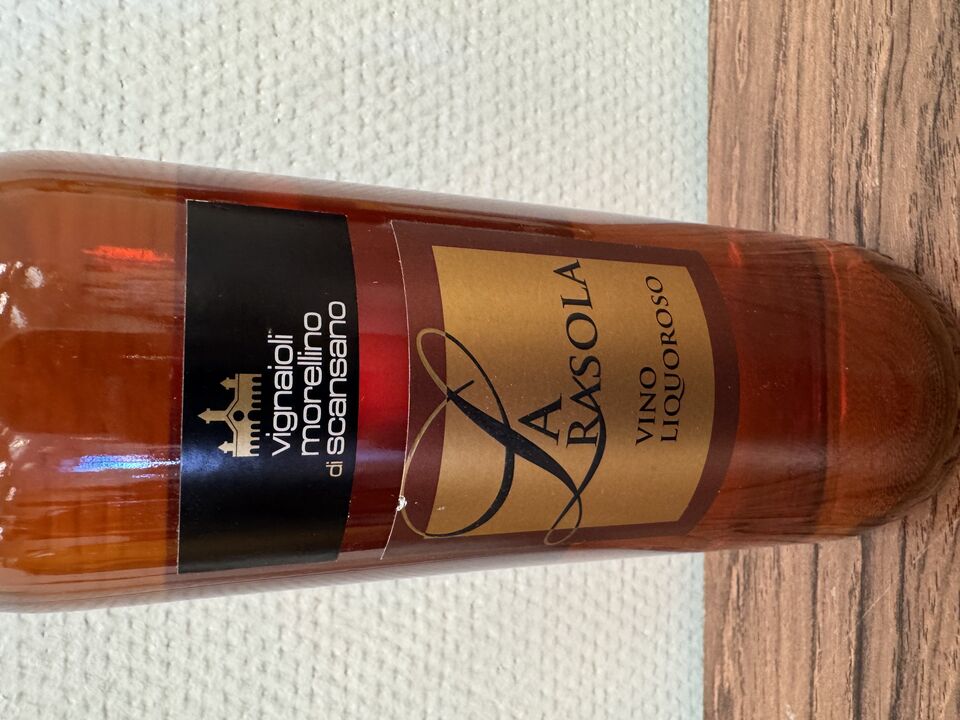 vignaioli
morellino
di scansano
LA
RASOLA
VINO
LIQUOROSO